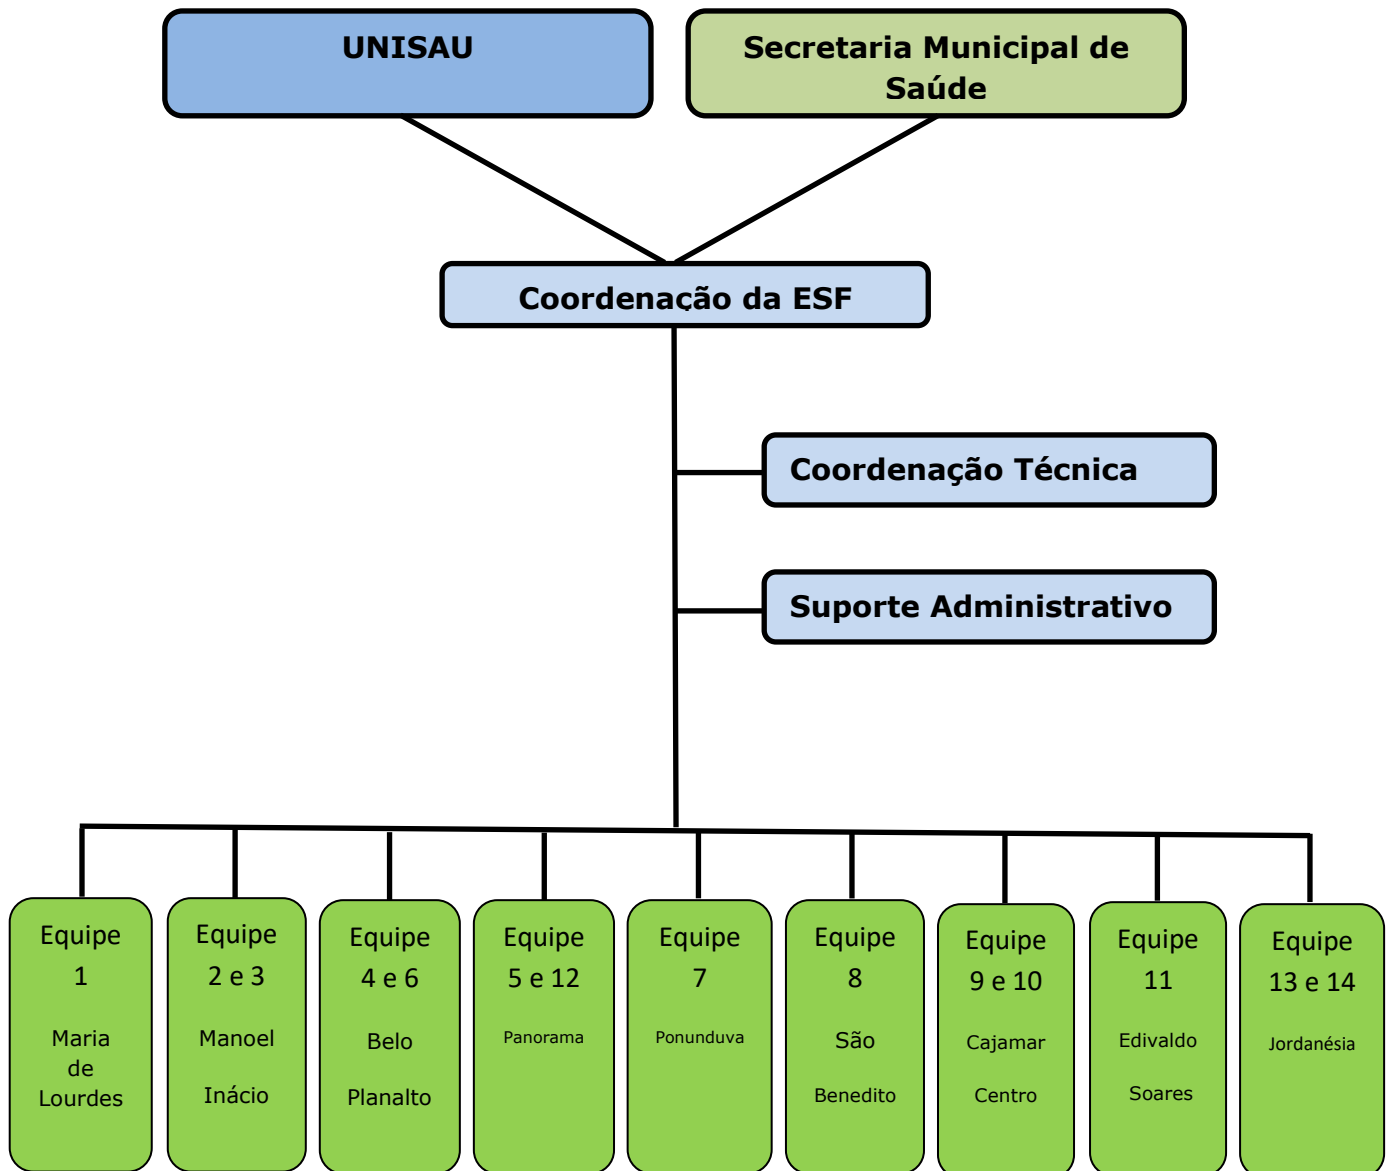 UNISAU
Secretaria Municipal de
Saúde
Coordenação da ESF
Coordenação Técnica
Suporte Administrativo
Equipe
1
Maria
de
Lourdes
Equipe
2 e 3
Manoel
Inácio
Equipe
4 e 6
Belo
Planalto
Equipe
5 e 12
Panorama
Equipe
7
Ponunduva
Equipe
8
São
Benedito
Equipe
9 e 10
Cajamar
Centro
Equipe
11
Edivaldo
Soares
Equipe
13 e 14
Jordanésia